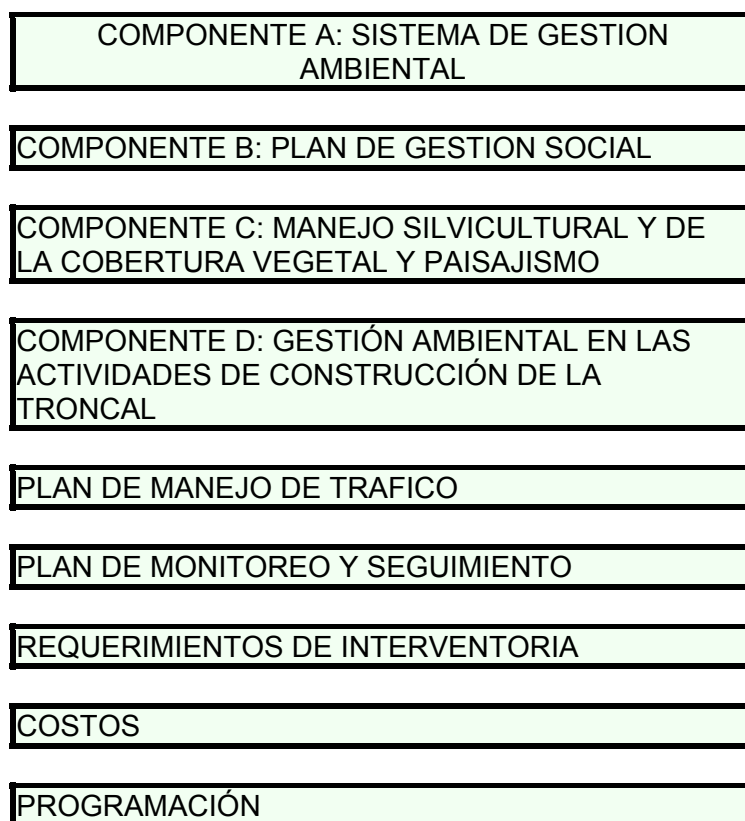 COMPONENTE A: SISTEMA DE GESTION
AMBIENTAL
COMPONENTE B: PLAN DE GESTION SOCIAL
COMPONENTE C: MANEJO SILVICULTURAL Y DE
LA COBERTURA VEGETAL Y PAISAJISMO
COMPONENTE D: GESTIÓN AMBIENTAL EN LAS
ACTIVIDADES DE CONSTRUCCIÓN DE LA
TRONCAL
PLAN DE MANEJO DE TRAFICO
PLAN DE MONITOREO Y SEGUIMIENTO
REQUERIMIENTOS DE INTERVENTORIA
COSTOS
PROGRAMACIÓN